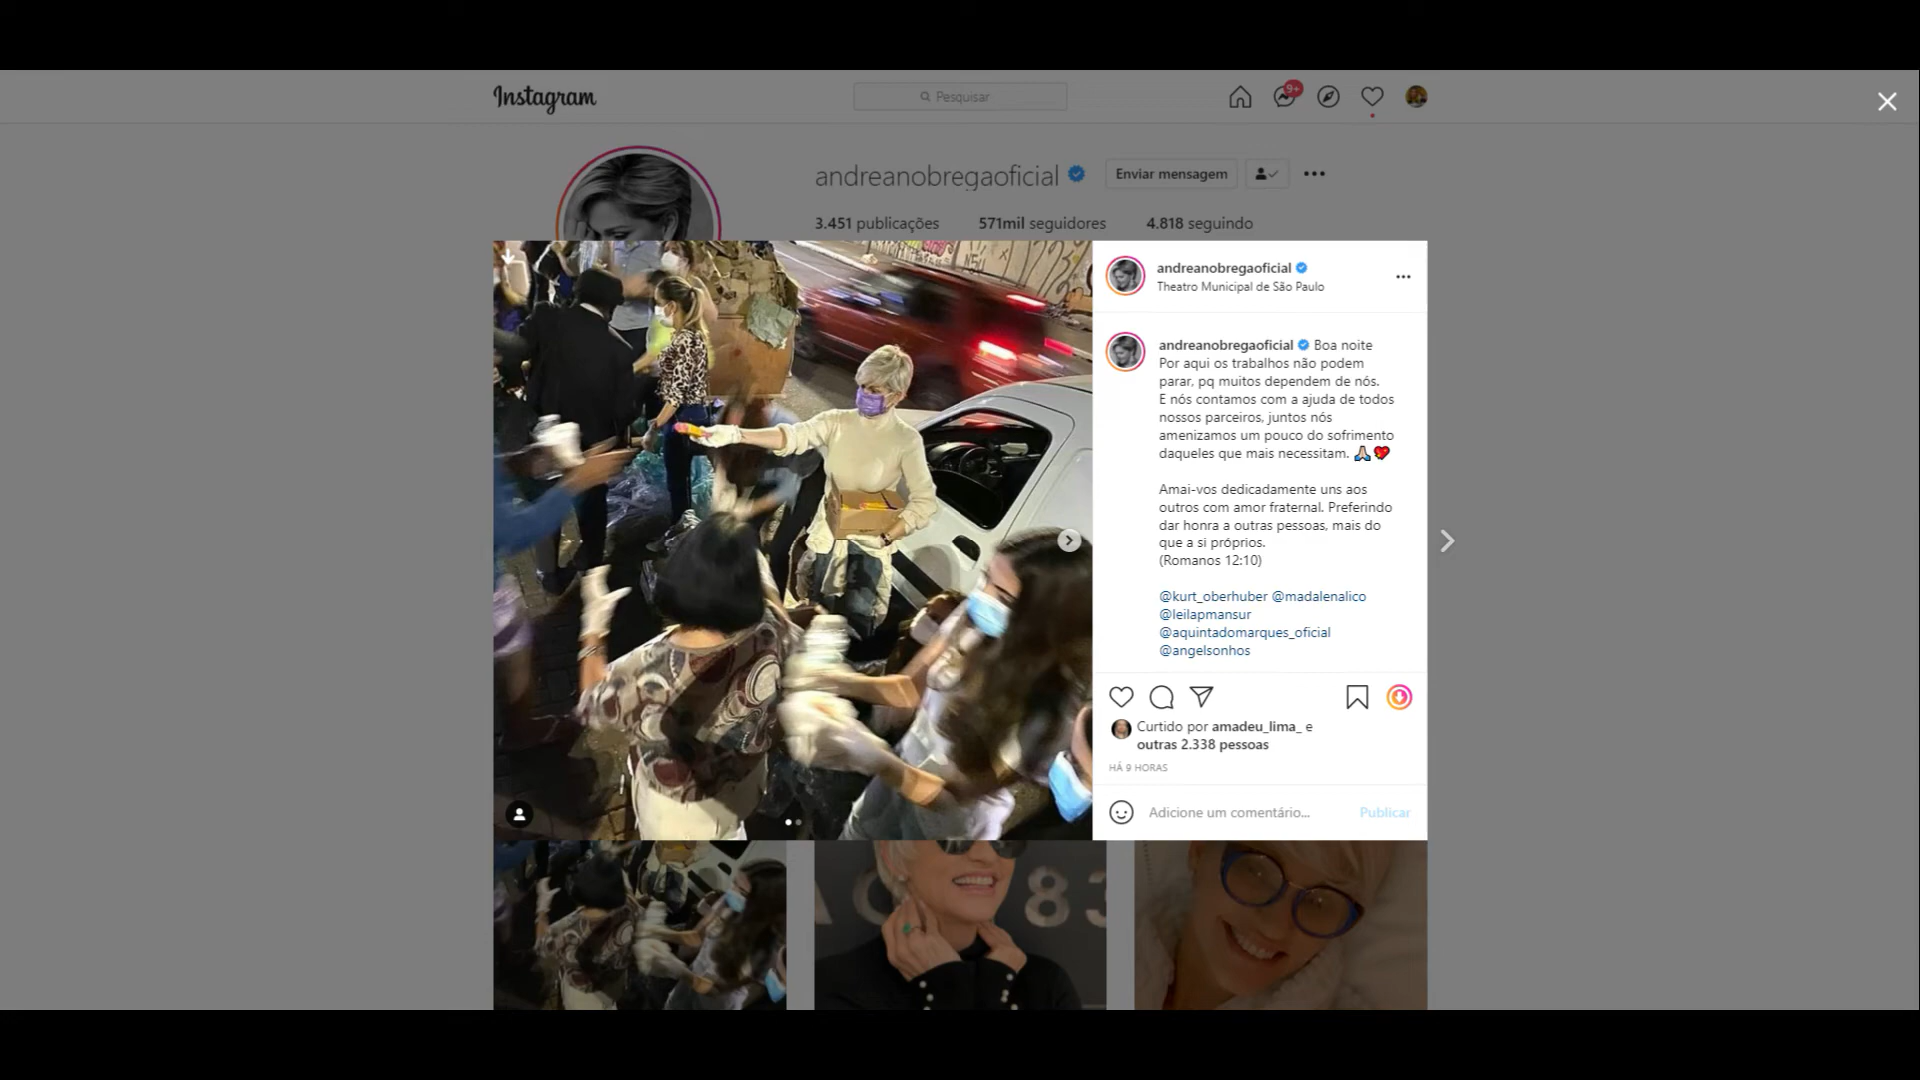 Instagram
Pesquisar
9+
andreanobregaoficial
Enviar mensagem
3.451 publicações 571mil seguidores 4.818 seguindo
andreanobregaoficial
Theatro Municipal de São Paulo
andreanobregaoficial Boa noite
Por aqui os trabalhos não podem
parar, pq muitos dependem de nós.
E nós contamos com a ajuda de todos
nossos parceiros, juntos nós
amenizamos um pouco do sofrimento
daqueles que mais necessitam. 🙏🏻💖
Amai-vos dedicadamente uns aos
outros com amor fraternal. Preferindo
dar honra a outras pessoas, mais do
que a si próprios.
(Romanos 12:10)
@kurt_oberhuber @madalenalico
@leilapmansur
@aquintadomarques_oficial
@angelsonhos
Curtido por amadeu_lima_ e
outras 2.338 pessoas
HÁ 9 HORAS
Adicione um comentário... Publicar
83